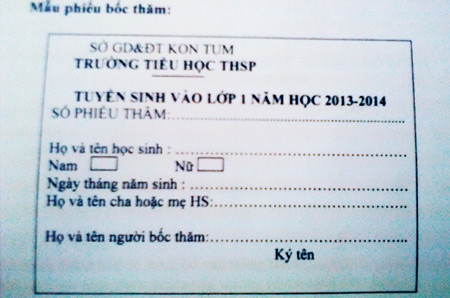 Mẫu phiếu bốc thăm:
SỞ GD&ĐT KON TUM
TRƯỜNG TIỂU HỌC THSP
TUYỂN SINH VÀO LỚP 1 NĂM HỌC 2013-2014
SỐ PHIẾU THĂM:
Họ và tên học sinh :
Nam Nữ
Ngày tháng năm sinh :
Họ và tên cha hoặc mẹ HS:
Họ và tên người bốc thăm:
Ký tên